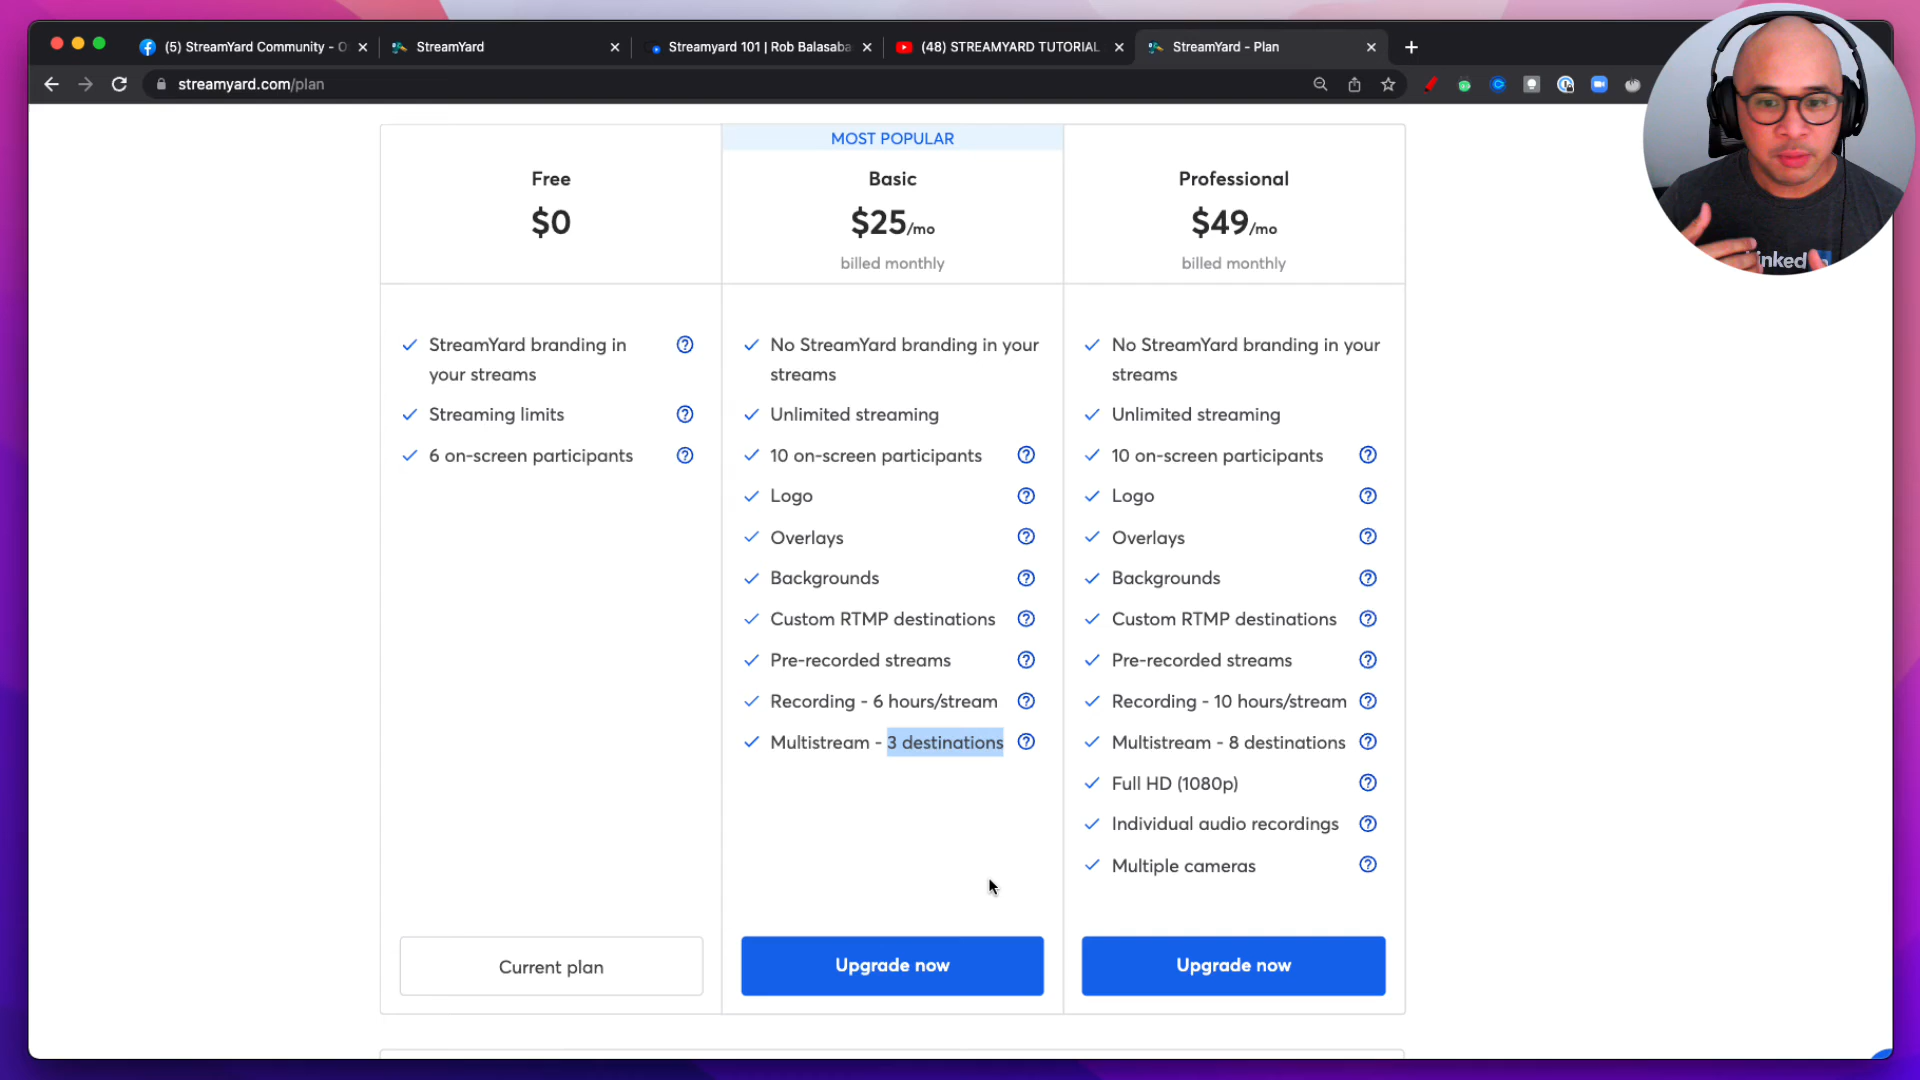 (5) StreamYard Community - O
StreamYard
Streamyard 101 | Rob Balasaba
(48) STREAMYARD TUTORIAL
StreamYard - Plan
streamyard.com/plan
MOST POPULAR
Free
$0
Basic
$25/mo
billed monthly
Professional
$49/mo
billed monthly
StreamYard branding in
your streams
Streaming limits
6 on-screen participants
No StreamYard branding in your
streams
Unlimited streaming
10 on-screen participants
Logo
Overlays
Backgrounds
Custom RTMP destinations
Pre-recorded streams
Recording - 6 hours/stream
Multistream - 3 destinations
No StreamYard branding in your
streams
Unlimited streaming
10 on-screen participants
Logo
Overlays
Backgrounds
Custom RTMP destinations
Pre-recorded streams
Recording - 10 hours/stream
Multistream - 8 destinations
Full HD (1080p)
Individual audio recordings
Multiple cameras
Current plan
Upgrade now
Upgrade now
inked